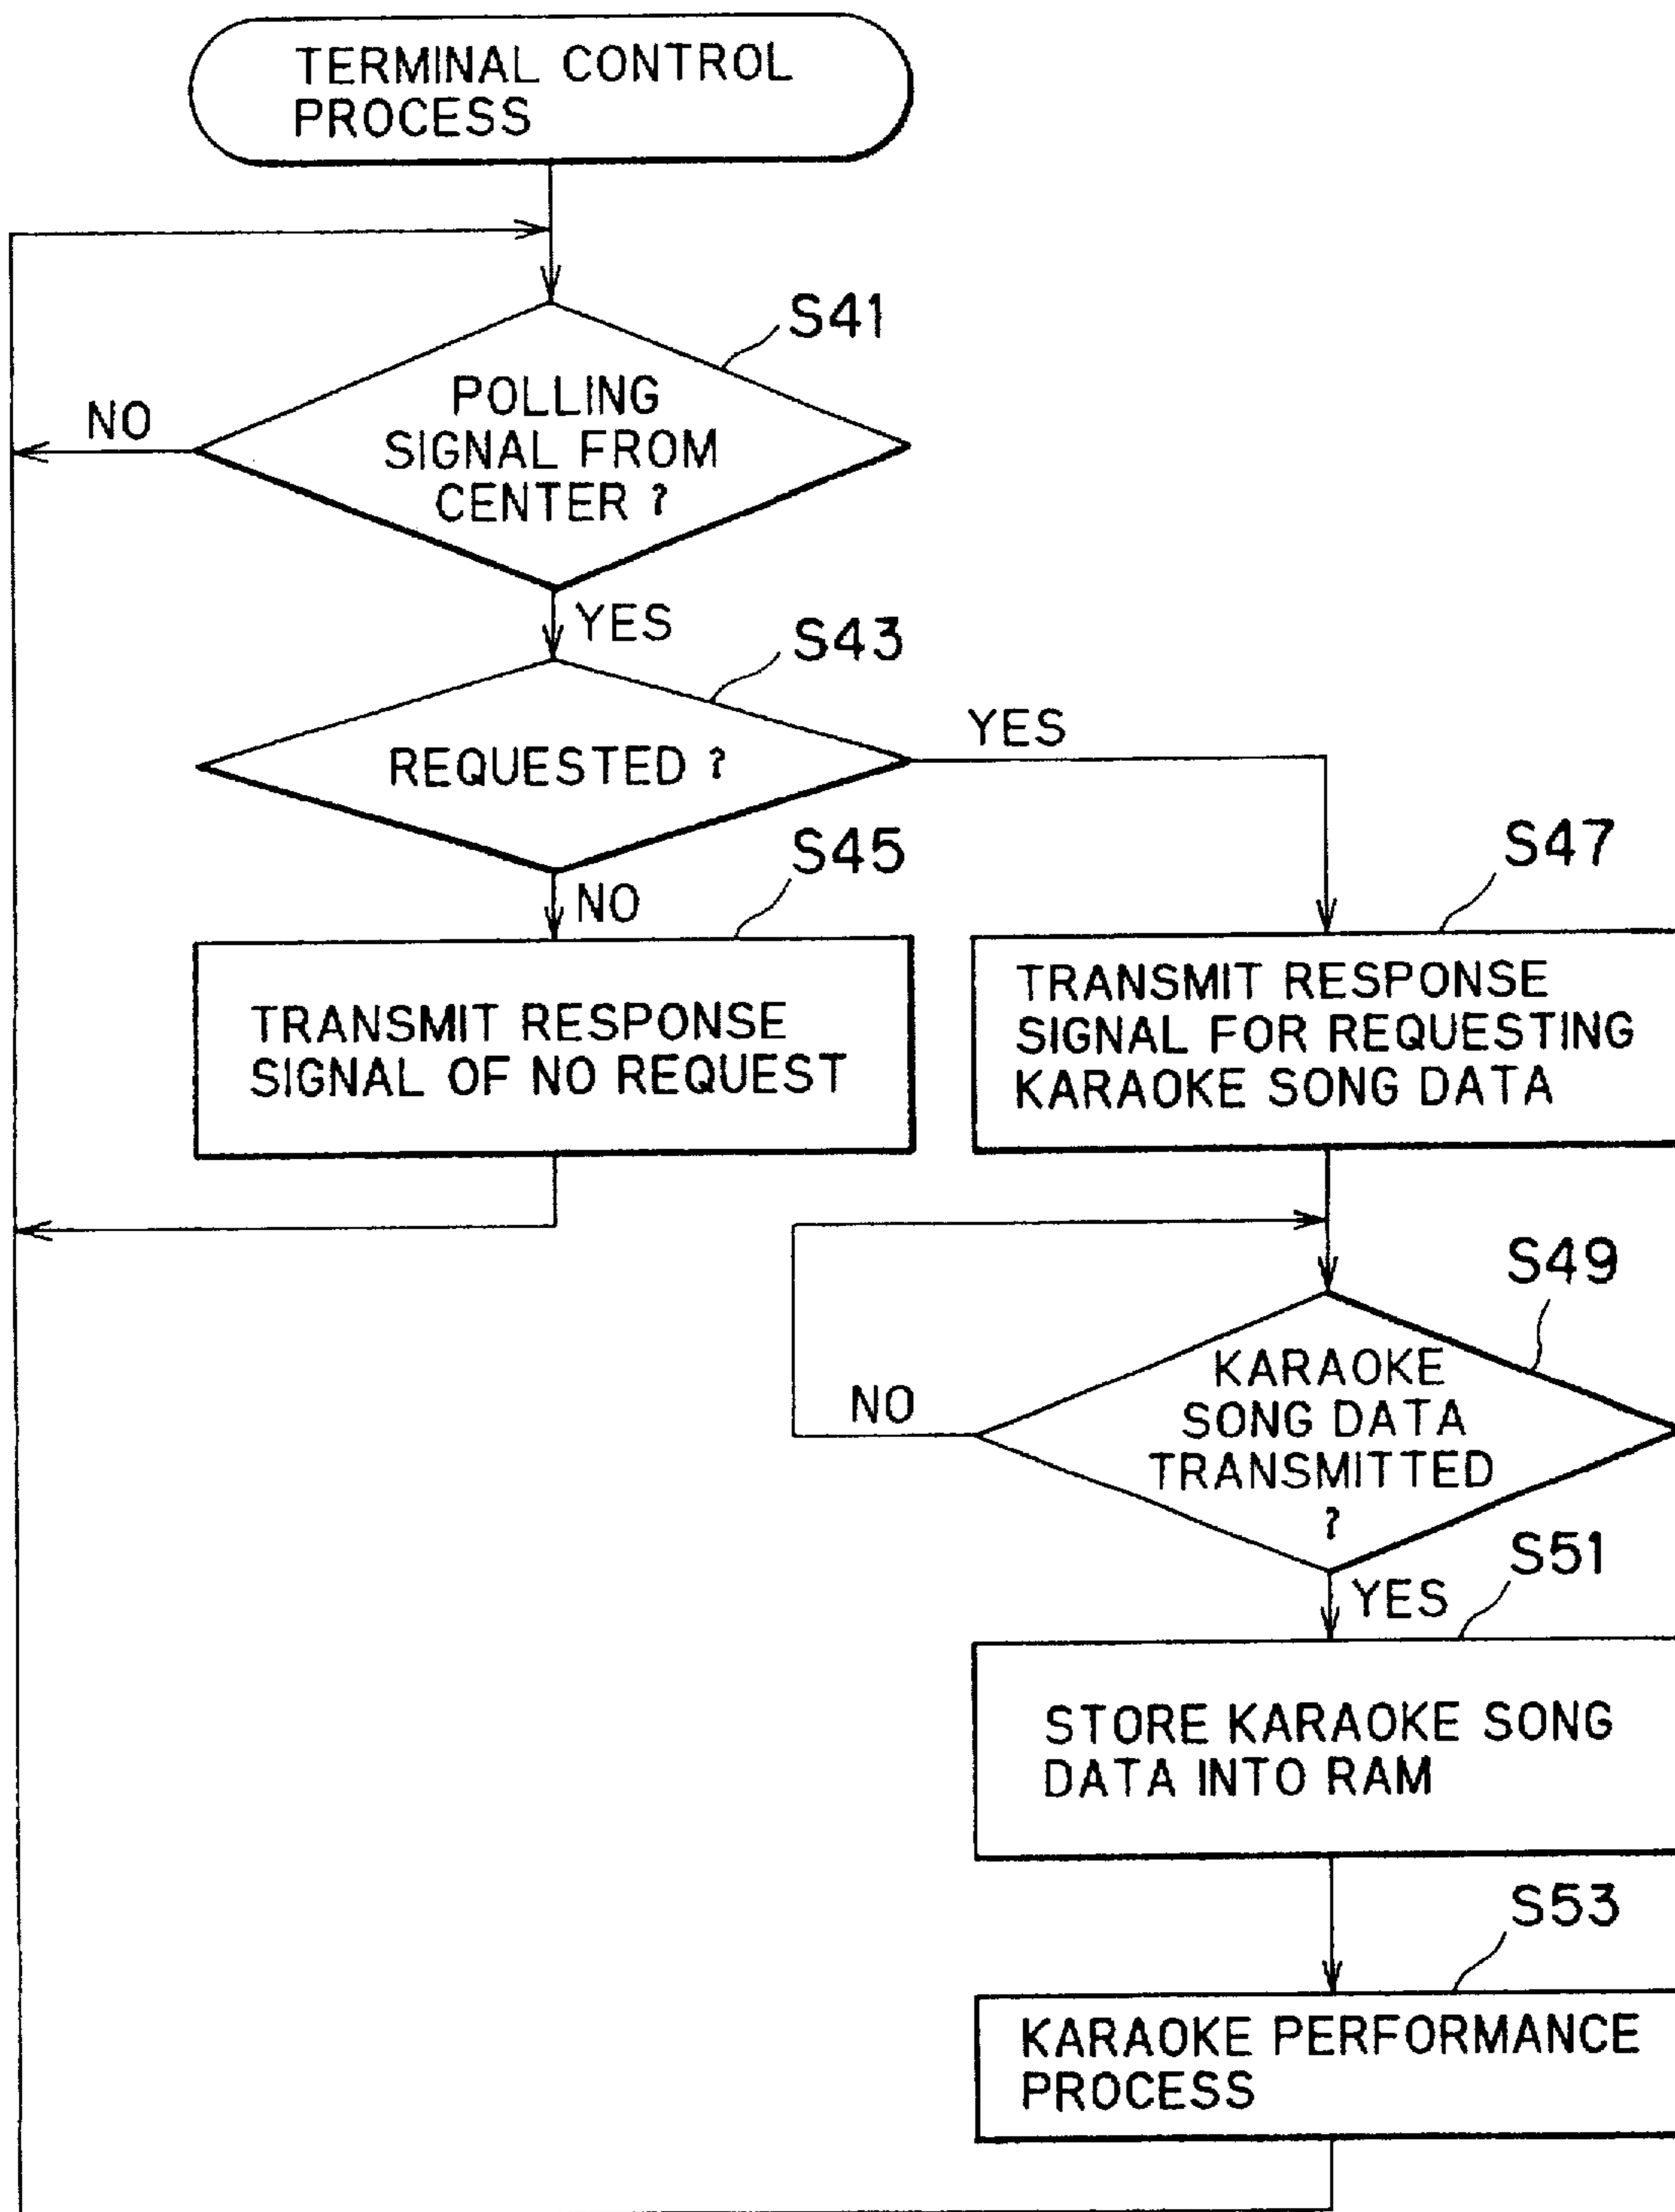 TERMINAL CONTROL
PROCESS
S41
POLLING
SIGNAL FROM
CENTER ?
NO
YES
S43
REQUESTED ?
YES
NO
S45
TRANSMIT RESPONSE
SIGNAL OF NO REQUEST
S47
TRANSMIT RESPONSE
SIGNAL FOR REQUESTING
KARAOKE SONG DATA
S49
KARAOKE
SONG DATA
TRANSMITTED
?
NO
YES
S51
STORE KARAOKE SONG
DATA INTO RAM
S53
KARAOKE PERFORMANCE
PROCESS